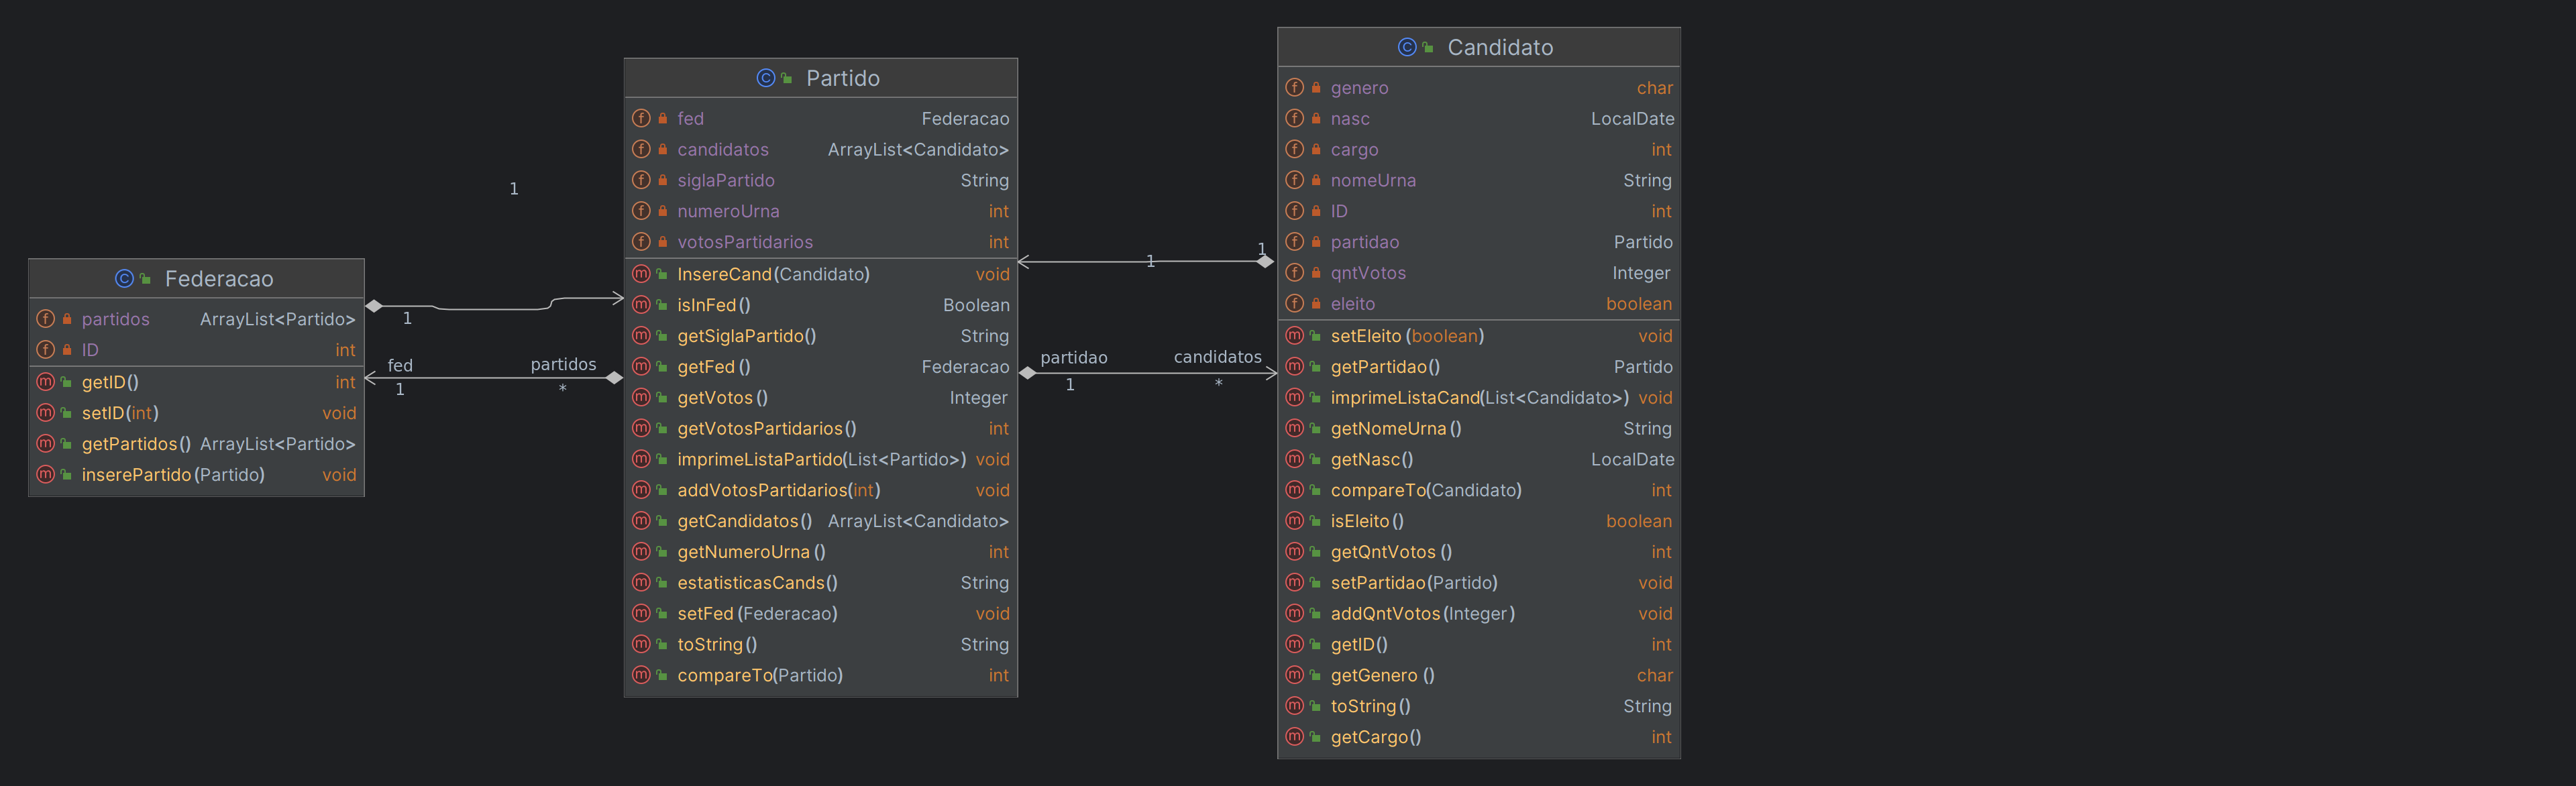 Federacao
partidos ArrayList<Partido>
ID int
getID() int
setID(int) void
getPartidos() ArrayList<Partido>
inserePartido(Partido) void
1
1
fed partidos
1 *
Partido
fed Federacao
candidatos ArrayList<Candidato>
siglaPartido String
numeroUrna int
votosPartidarios int
InsereCand(Candidato) void
isInFed() Boolean
getSiglaPartido() String
getFed() Federacao
getVotos() Integer
getVotosPartidarios() int
imprimeListaPartido(List<Partido>) void
addVotosPartidarios(int) void
getCandidatos() ArrayList<Candidato>
getNumeroUrna() int
estatisticasCands() String
setFed(Federacao) void
toString() String
compareTo(Partido) int
1
1
partidao candidatos
1 *
Candidato
genero char
nasc LocalDate
cargo int
nomeUrna String
ID int
partidao Partido
qntVotos Integer
eleito boolean
setEleito(boolean) void
getPartidao() Partido
imprimeListaCand(List<Candidato>) void
getNomeUrna() String
getNasc() LocalDate
compareTo(Candidato) int
isEleito() boolean
getQntVotos() int
setPartidao(Partido) void
addQntVotos(Integer) void
getID() int
getGenero() char
toString() String
getCargo() int